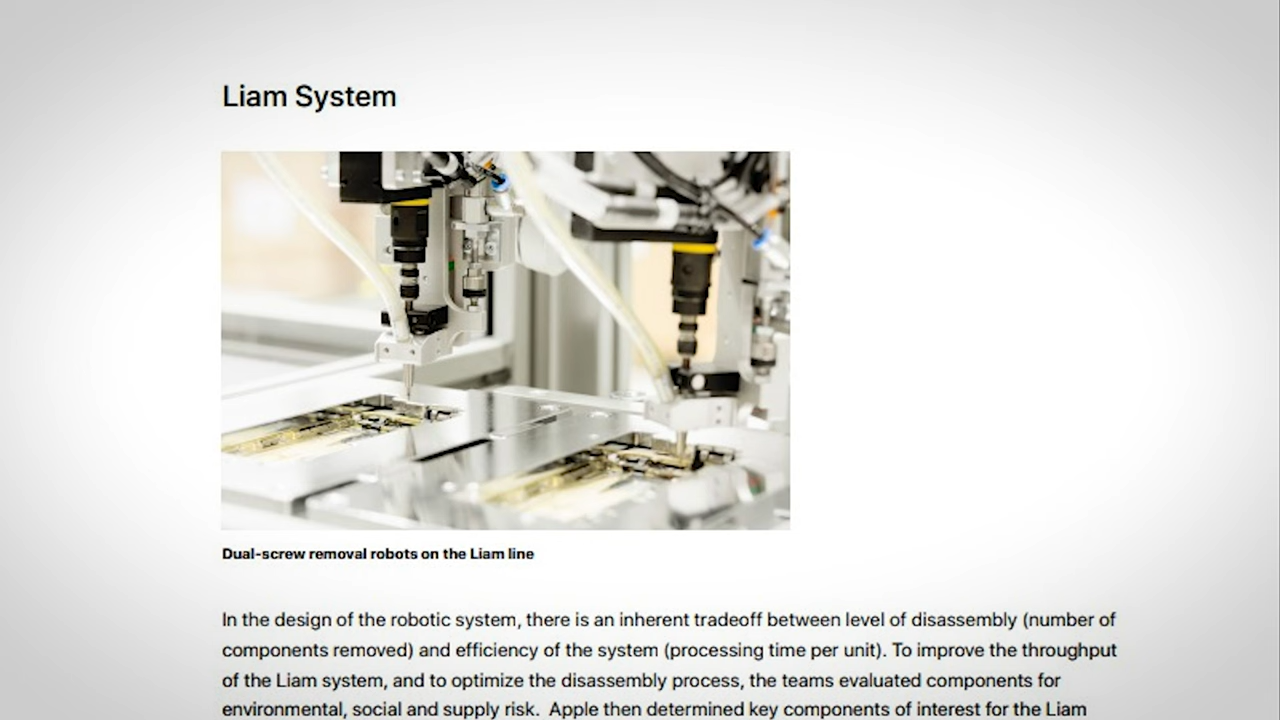 Liam System
Dual-screw removal robots on the Liam line
In the design of the robotic system, there is an inherent tradeoff between level of disassembly (number of
components removed) and efficiency of the system (processing time per unit). To improve the throughput
of the Liam system, and to optimize the disassembly process, the teams evaluated components for
environmental, social and supply risk. Apple then determined key components of interest for the Liam